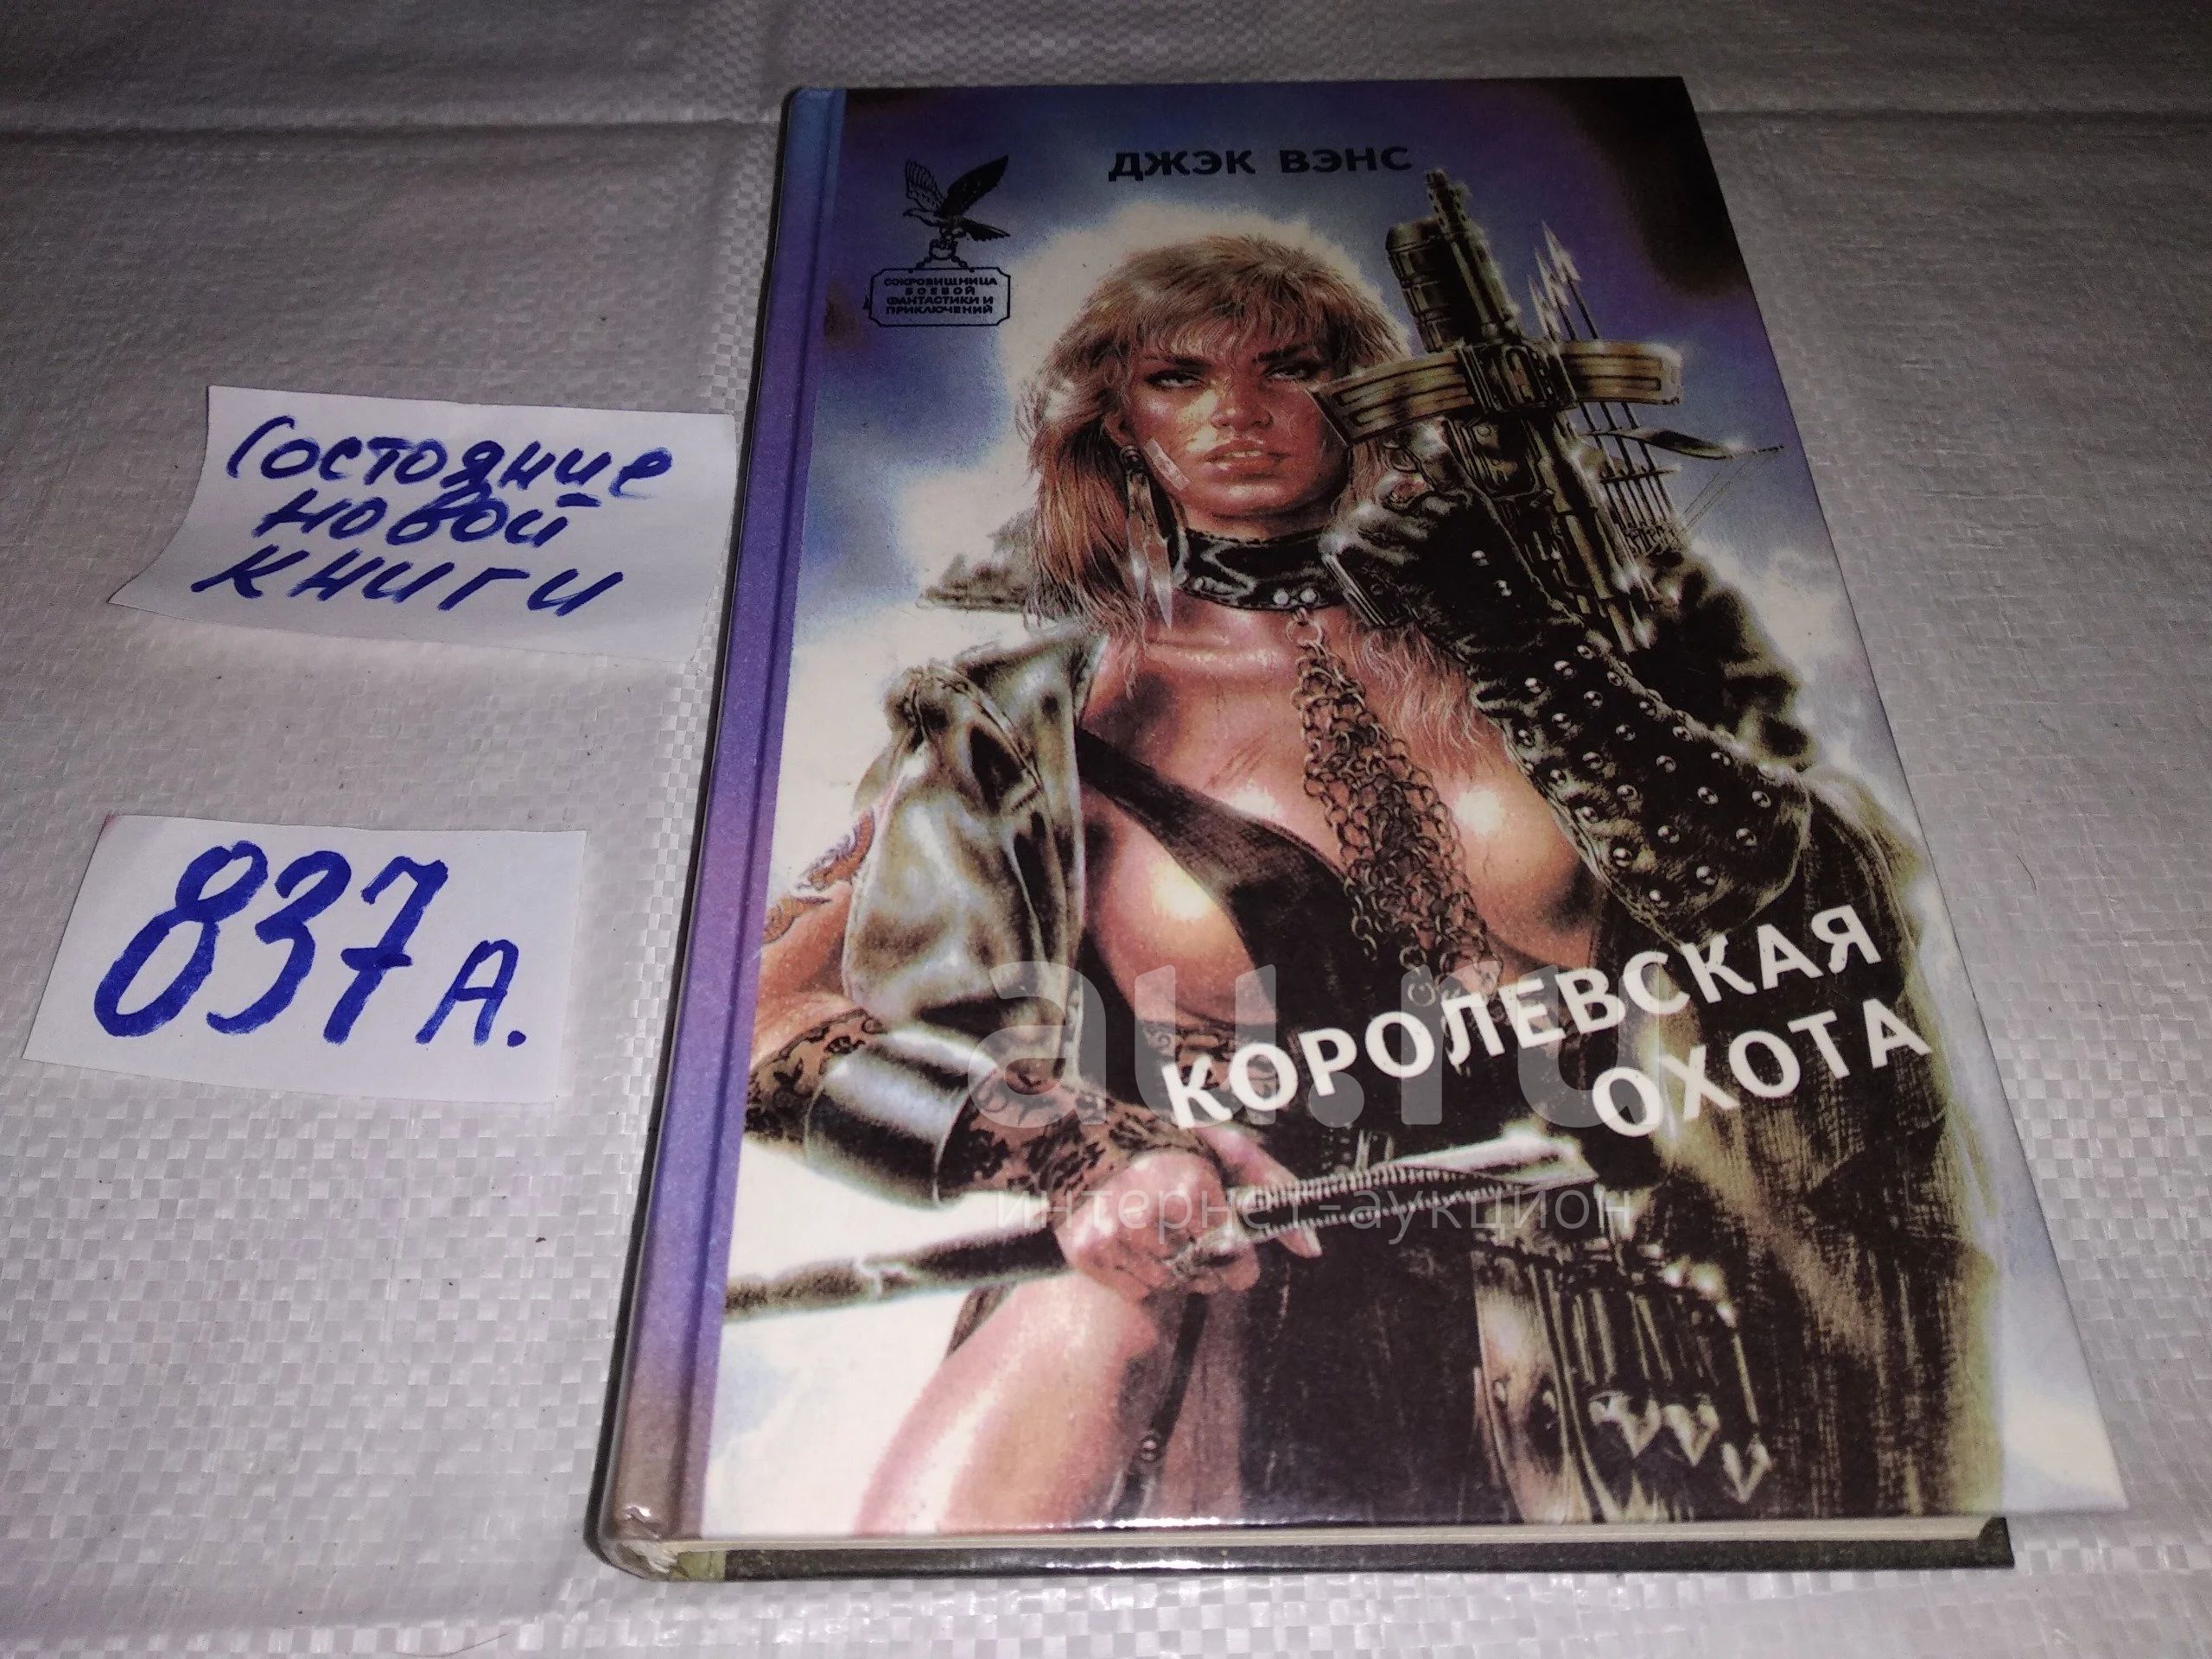 ДЖЭК ВЭНС
СОКРОВИЩНИЦА
БОЕВОЙ
ФАНТАСТИКИ И
ПРИКЛЮЧЕНИЙ
Состояние
новой
книги
837 А.
КОРОЛЕВСКАЯ
ОХОТА
au.ru
интернет-аукцион